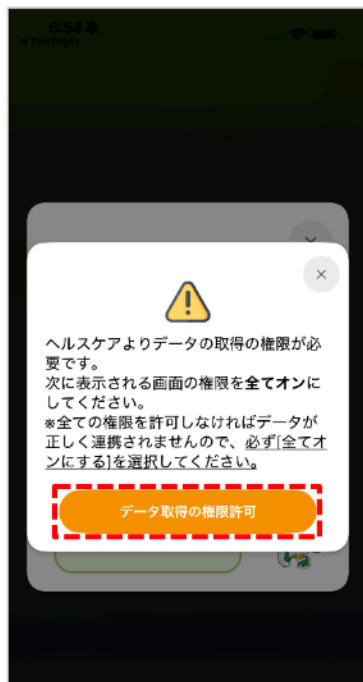 6:54
◀ TestFlight
ヘルスケアよりデータの取得の権限が必
要です。
次に表示される画面の権限を全てオンに
してください。
※全ての権限を許可しなければデータが
正しく連携されませんので、必ず[全てオ
ンにする]を選択してください。
データ取得の権限許可